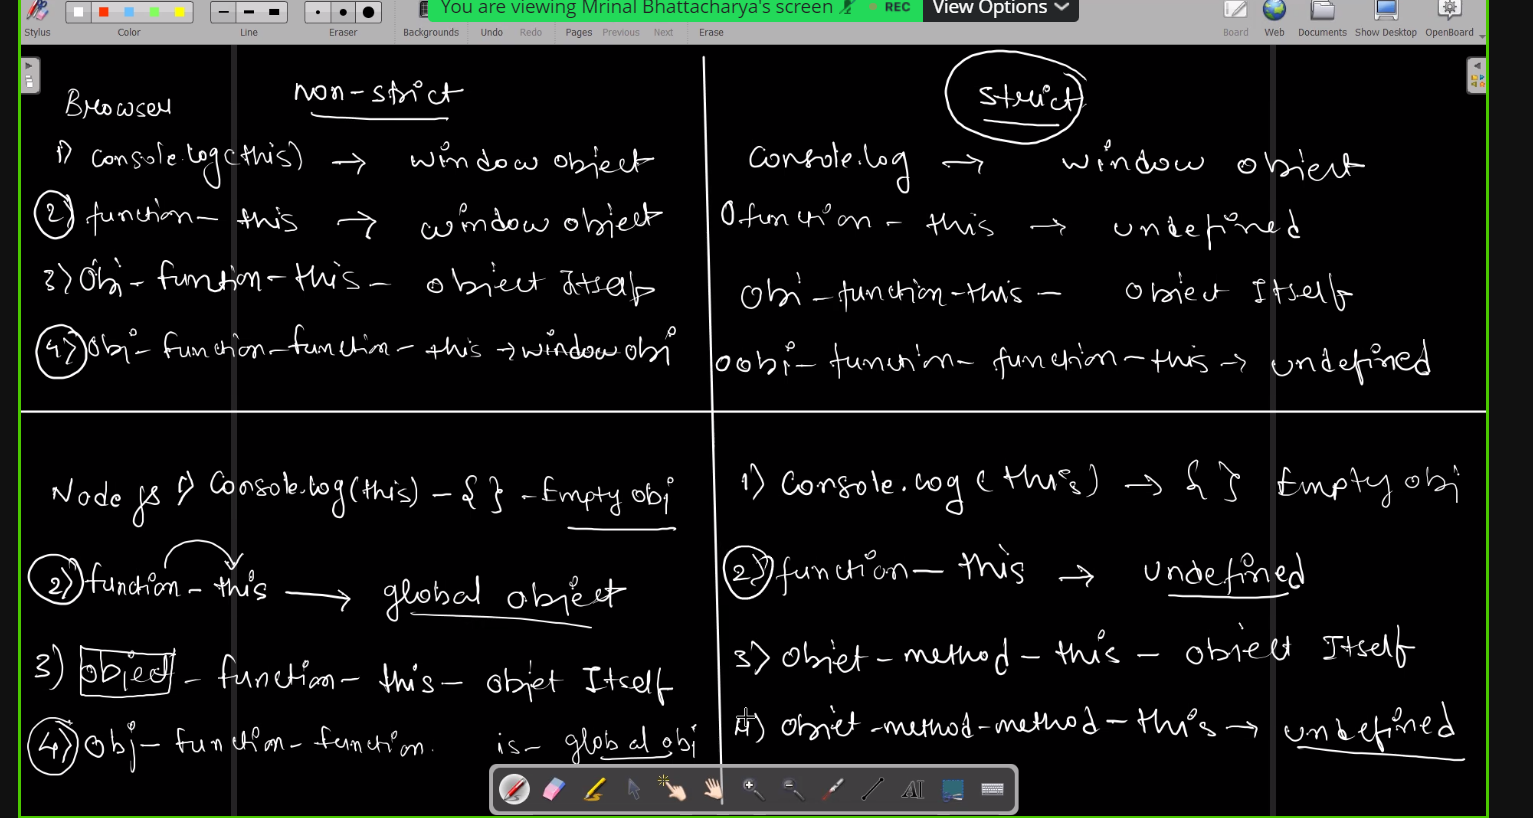 You are viewing Mrinal Bhattacharya's screen REC View Options
Stylus Color Line Eraser Backgrounds Undo Redo Pages Previous Next Erase Board Web Documents Show Desktop OpenBoard
Browser non-strict
1) console.log(this) → window object
2) function - this → window object
3) Obj - function - this - object Itself
4) Obj - function - function - this → window obj
strict
Console.log → window object
function - this → undefined
Obj - function - this - object Itself
obj - function - function - this → undefined
Node js 1) Console.log(this) - { } - Empty obj
2) function - this → global object
3) object - function - this - objet Itself
4) Obj - function - function. is - global obj
1) Console.log(this) → { } Empty obj
2) function - this → undefined
3) objet - method - this - object Itself
4) objet - method - method - this → undefined
AI